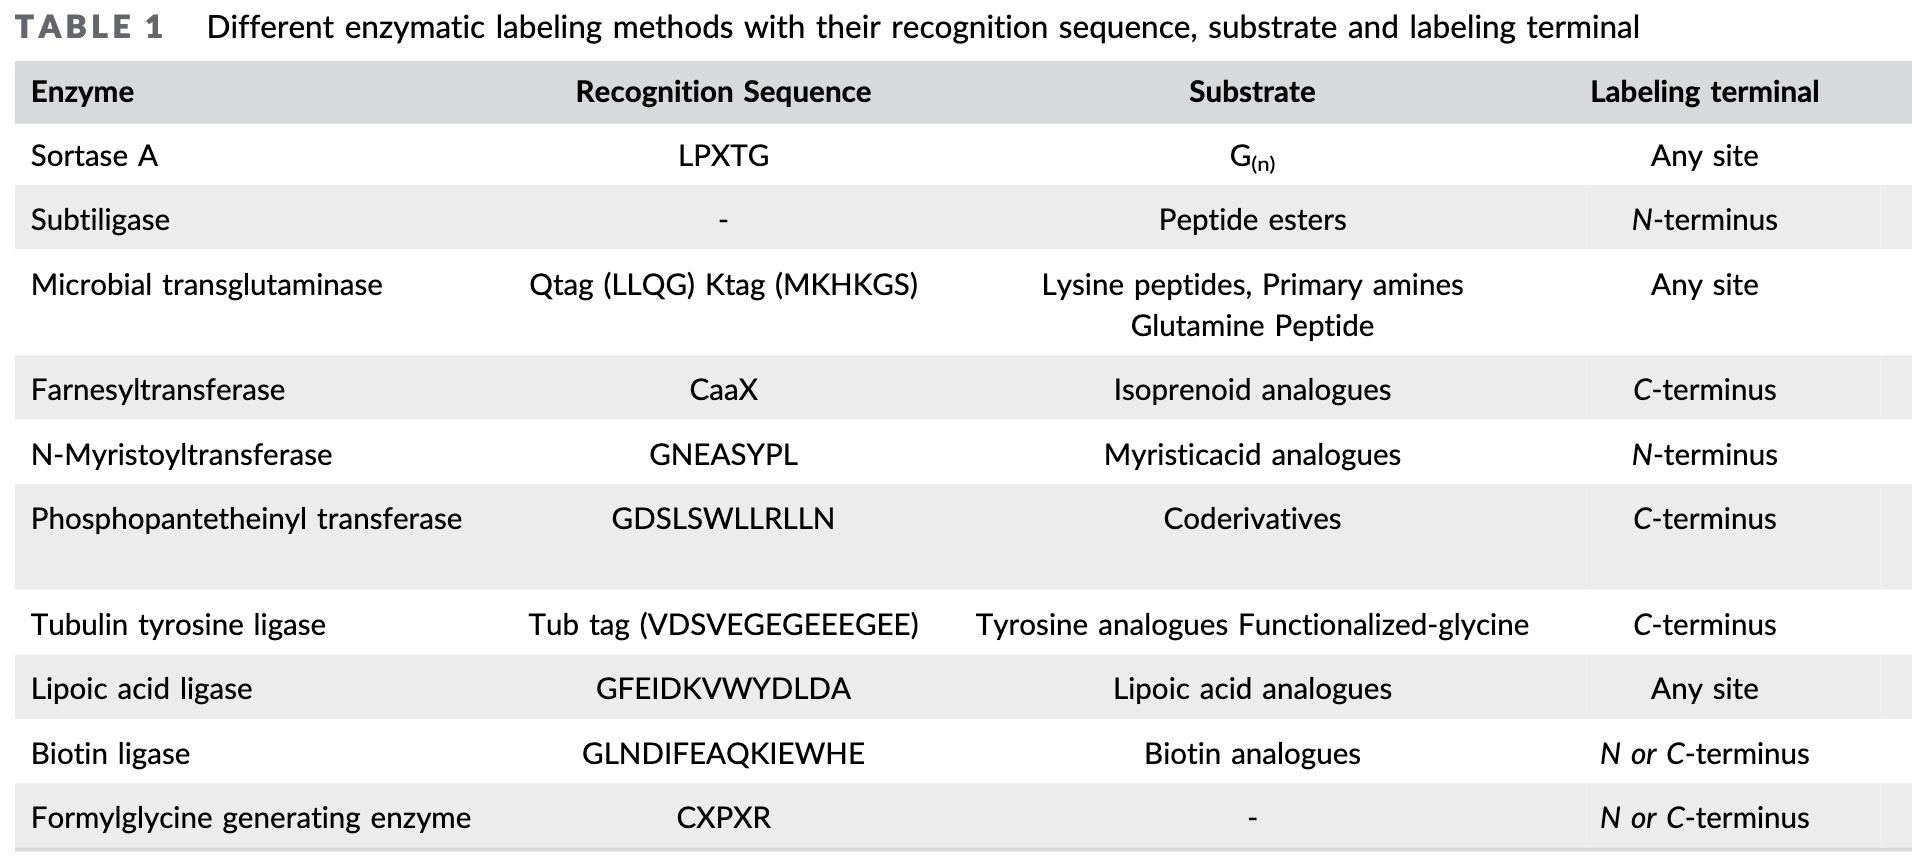 TABLE 1 Different enzymatic labeling methods with their recognition sequence, substrate and labeling terminal
Enzyme Recognition Sequence Substrate Labeling terminal
Sortase A LPXTG G(n) Any site
Subtiligase - Peptide esters N-terminus
Microbial transglutaminase Qtag (LLQG) Ktag (MKHKGS) Lysine peptides, Primary amines Any site
Glutamine Peptide
Farnesyltransferase CaaX Isoprenoid analogues C-terminus
N-Myristoyltransferase GNEASYPL Myristicacid analogues N-terminus
Phosphopantetheinyl transferase GDSLSWLLRLLN Coderivatives C-terminus
Tubulin tyrosine ligase Tub tag (VDSVEGEGEEEGEE) Tyrosine analogues Functionalized-glycine C-terminus
Lipoic acid ligase GFEIDKVWYDLDA Lipoic acid analogues Any site
Biotin ligase GLNDIFEAQKIEWHE Biotin analogues N or C-terminus
Formylglycine generating enzyme CXPXR - N or C-terminus